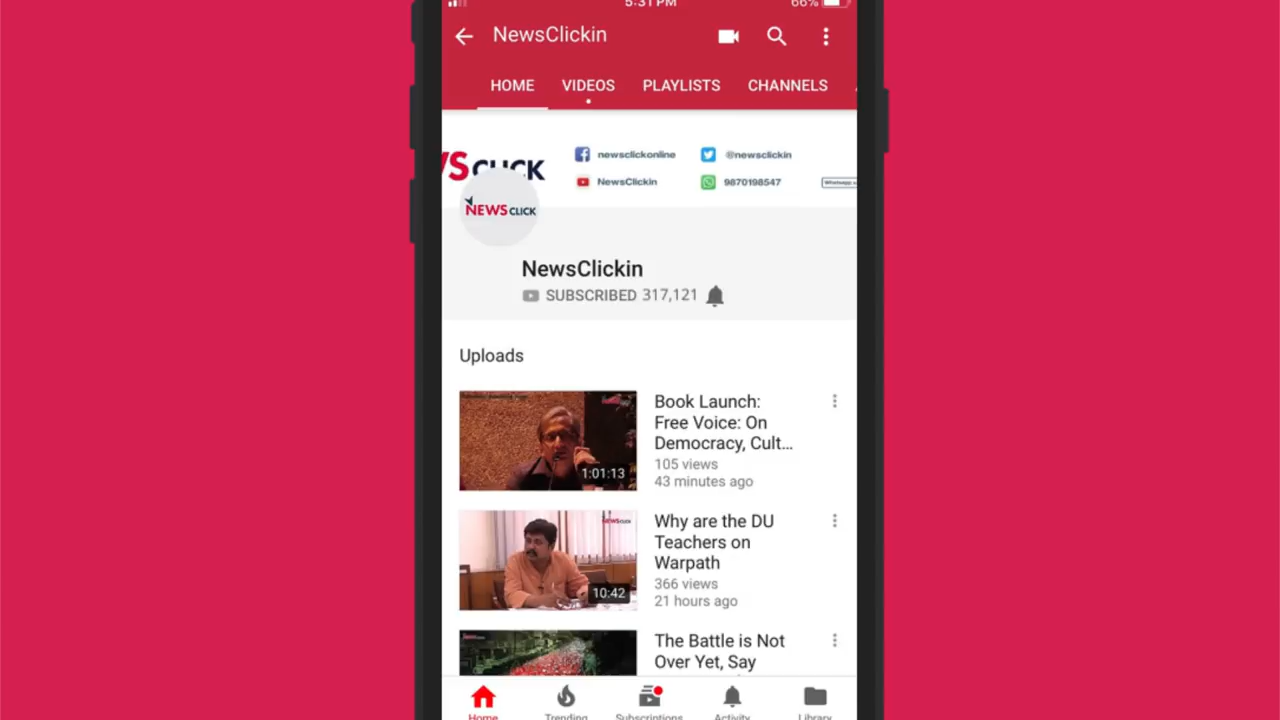 5:31 PM
66%
NewsClickin
HOME
VIDEOS
PLAYLISTS
CHANNELS
CLICK
newsclickonline
@newsclickin
NewsClickin
9870198547
NEWSCLICK
NewsClickin
SUBSCRIBED 317,121
Uploads
Book Launch:
Free Voice: On
Democracy, Cult...
105 views
43 minutes ago
1:01:13
Why are the DU
Teachers on
Warpath
366 views
21 hours ago
NEWSCLICK
10:42
The Battle is Not
Over Yet, Say
Home
Trending
Subscriptions
Activity
Library